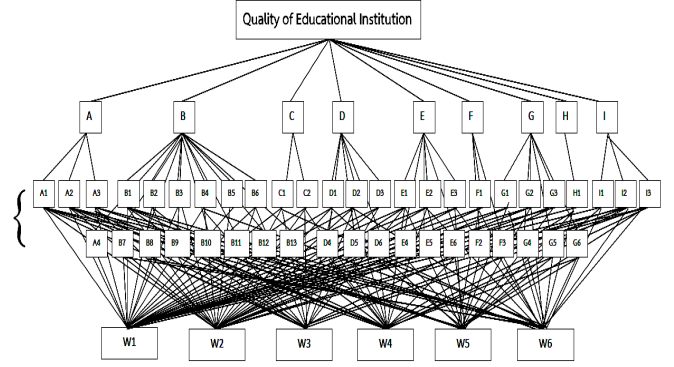 Quality of Educational Institution
A B C D E F G H I
A1 A2 A3 B1 B2 B3 B4 B5 B6 C1 C2 D1 D2 D3 E1 E2 E3 F1 G1 G2 G3 H1 I1 I2 I3
A4 B7 B8 B9 B10 B11 B12 B13 D4 D5 D6 E4 E5 E6 F2 F3 G4 G5 G6
W1 W2 W3 W4 W5 W6